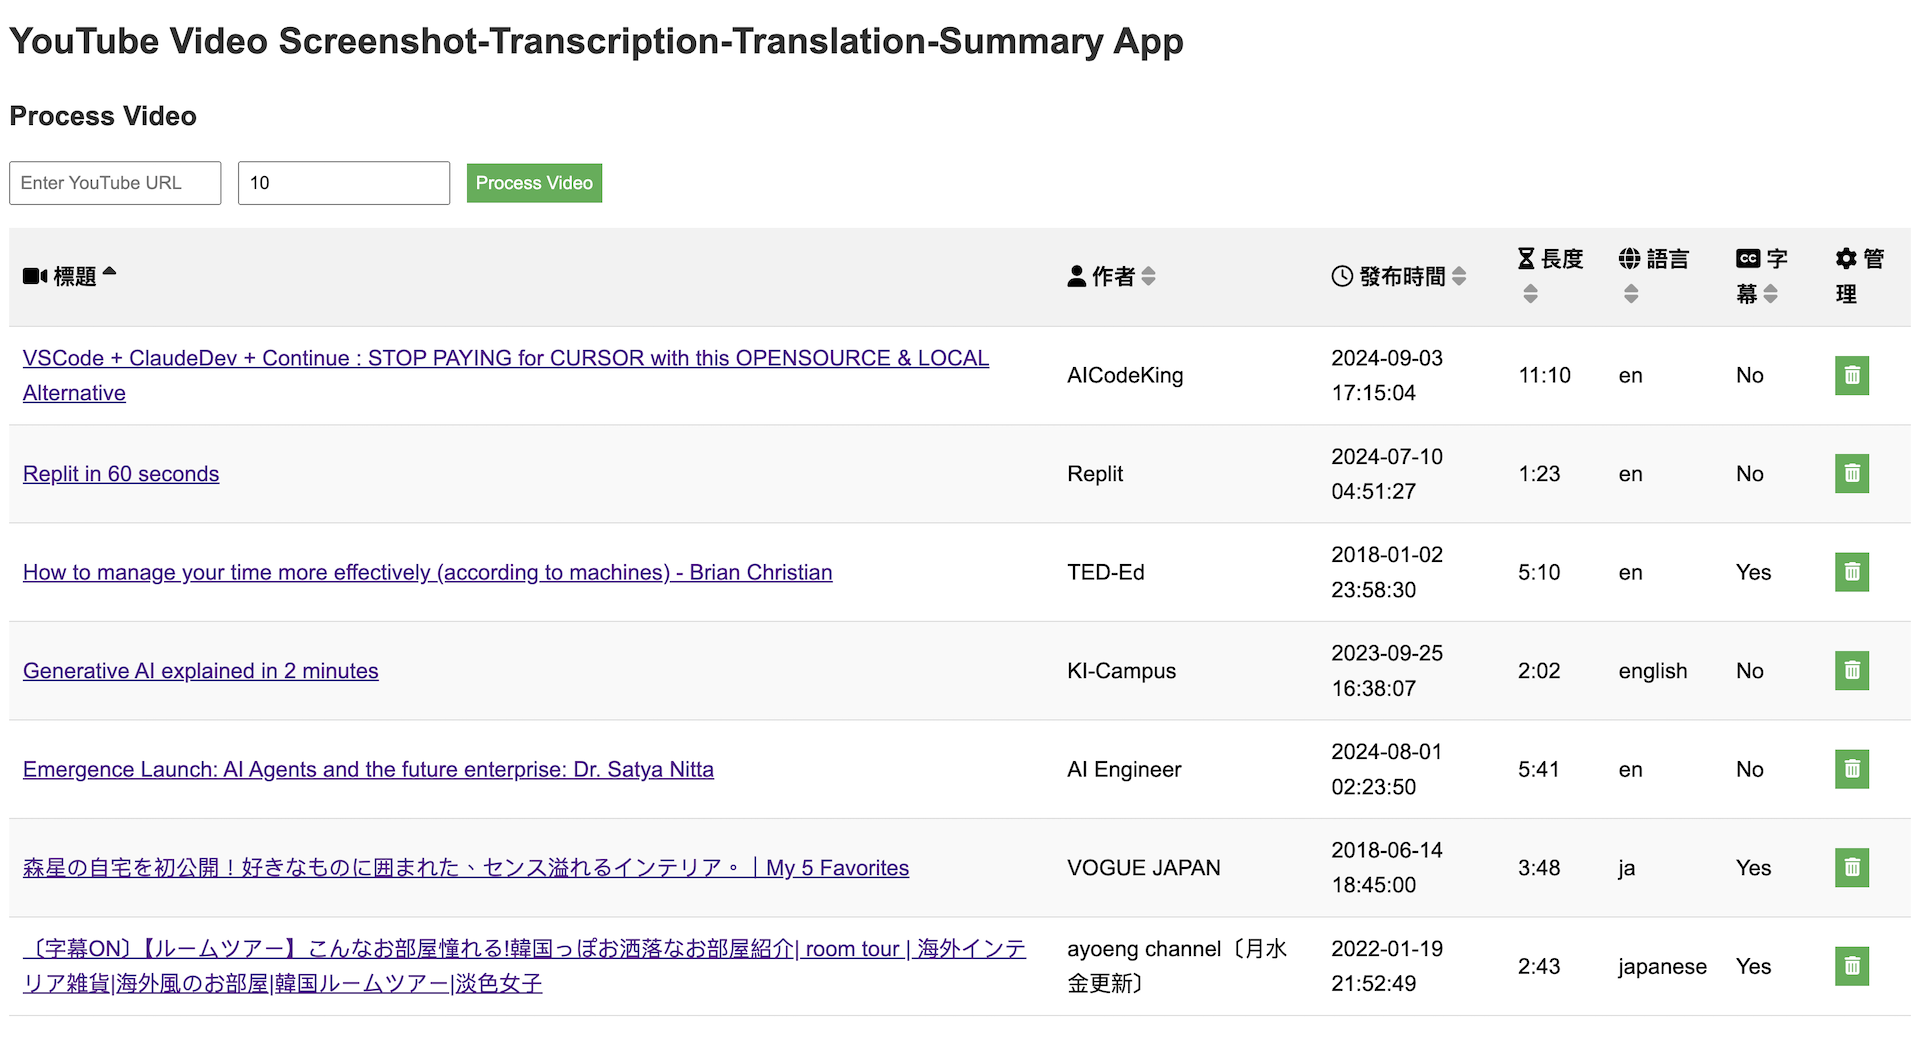 YouTube Video Screenshot-Transcription-Translation-Summary App
Process Video
Enter YouTube URL
10
Process Video
標題
作者
發布時間
長度
語言
CC 字
幕
管
理
VSCode + ClaudeDev + Continue : STOP PAYING for CURSOR with this OPENSOURCE & LOCAL
Alternative
AICodeKing
2024-09-03
17:15:04
11:10
en
No
Replit in 60 seconds
Replit
2024-07-10
04:51:27
1:23
en
No
How to manage your time more effectively (according to machines) - Brian Christian
TED-Ed
2018-01-02
23:58:30
5:10
en
Yes
Generative AI explained in 2 minutes
KI-Campus
2023-09-25
16:38:07
2:02
english
No
Emergence Launch: AI Agents and the future enterprise: Dr. Satya Nitta
AI Engineer
2024-08-01
02:23:50
5:41
en
No
森星の自宅を初公開！好きなものに囲まれた、センス溢れるインテリア。｜My 5 Favorites
VOGUE JAPAN
2018-06-14
18:45:00
3:48
ja
Yes
〔字幕ON〕【ルームツアー】こんなお部屋憧れる!韓国っぽお洒落なお部屋紹介| room tour | 海外インテ
リア雑貨|海外風のお部屋|韓国ルームツアー|淡色女子
ayoeng channel〔月水
金更新〕
2022-01-19
21:52:49
2:43
japanese
Yes